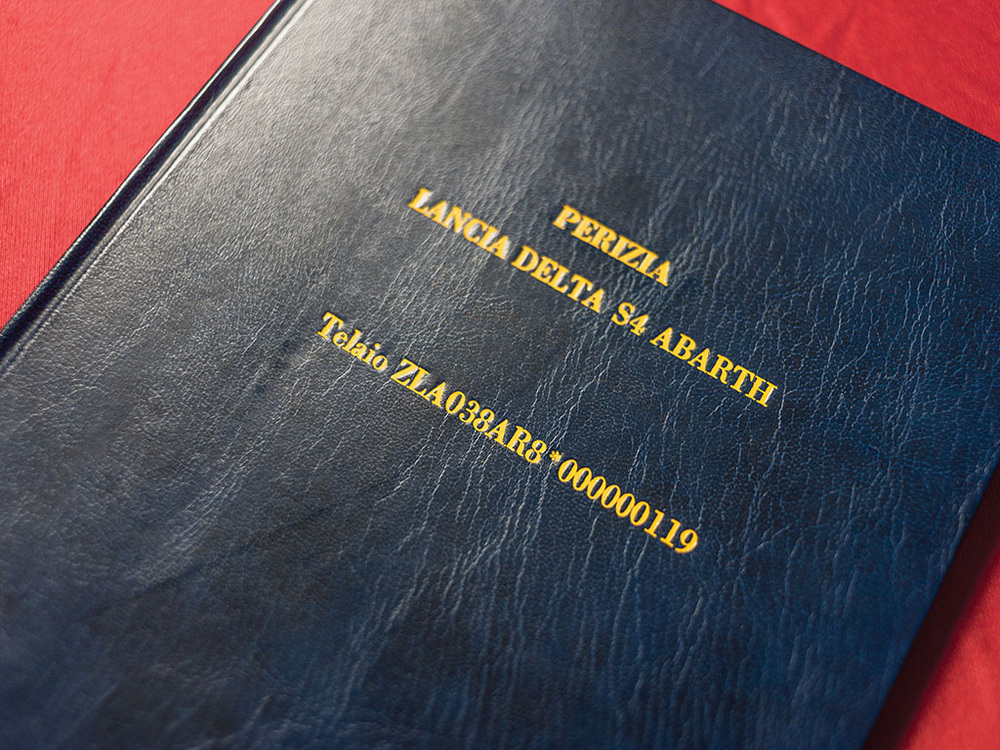 PERIZIA
LANCIA DELTA S4 ABARTH
Telaio ZLA038AR8*000000119